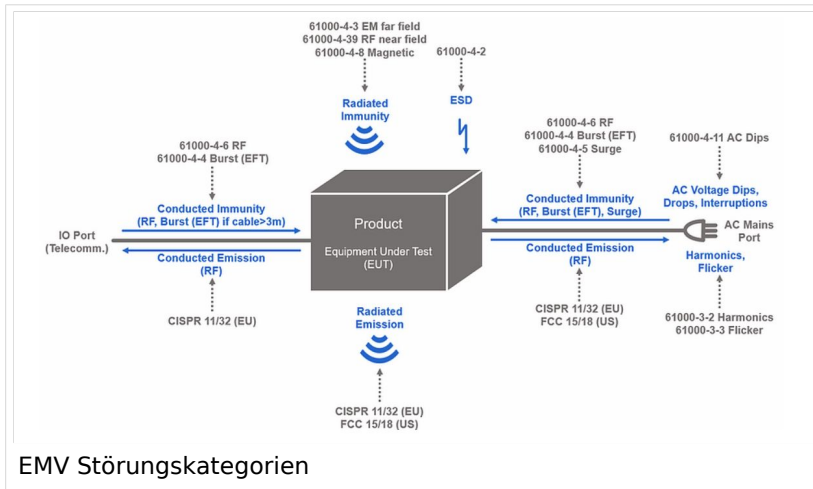 61000-4-3 EM far field
61000-4-39 RF near field
61000-4-8 Magnetic
61000-4-2
Radiated
Immunity
ESD
61000-4-6 RF
61000-4-4 Burst (EFT)
61000-4-6 RF
61000-4-4 Burst (EFT)
61000-4-5 Surge
61000-4-11 AC Dips
Conducted Immunity
(RF, Burst (EFT) if cable>3m)
Conducted Immunity
(RF, Burst (EFT), Surge)
AC Voltage Dips,
Drops, Interruptions
IO Port
(Telecomm.)
Product
Equipment Under Test
(EUT)
AC Mains
Port
Conducted Emission
(RF)
Conducted Emission
(RF)
Harmonics,
Flicker
CISPR 11/32 (EU)
Radiated
Emission
CISPR 11/32 (EU)
FCC 15/18 (US)
61000-3-2 Harmonics
61000-3-3 Flicker
CISPR 11/32 (EU)
FCC 15/18 (US)
EMV Störungskategorien